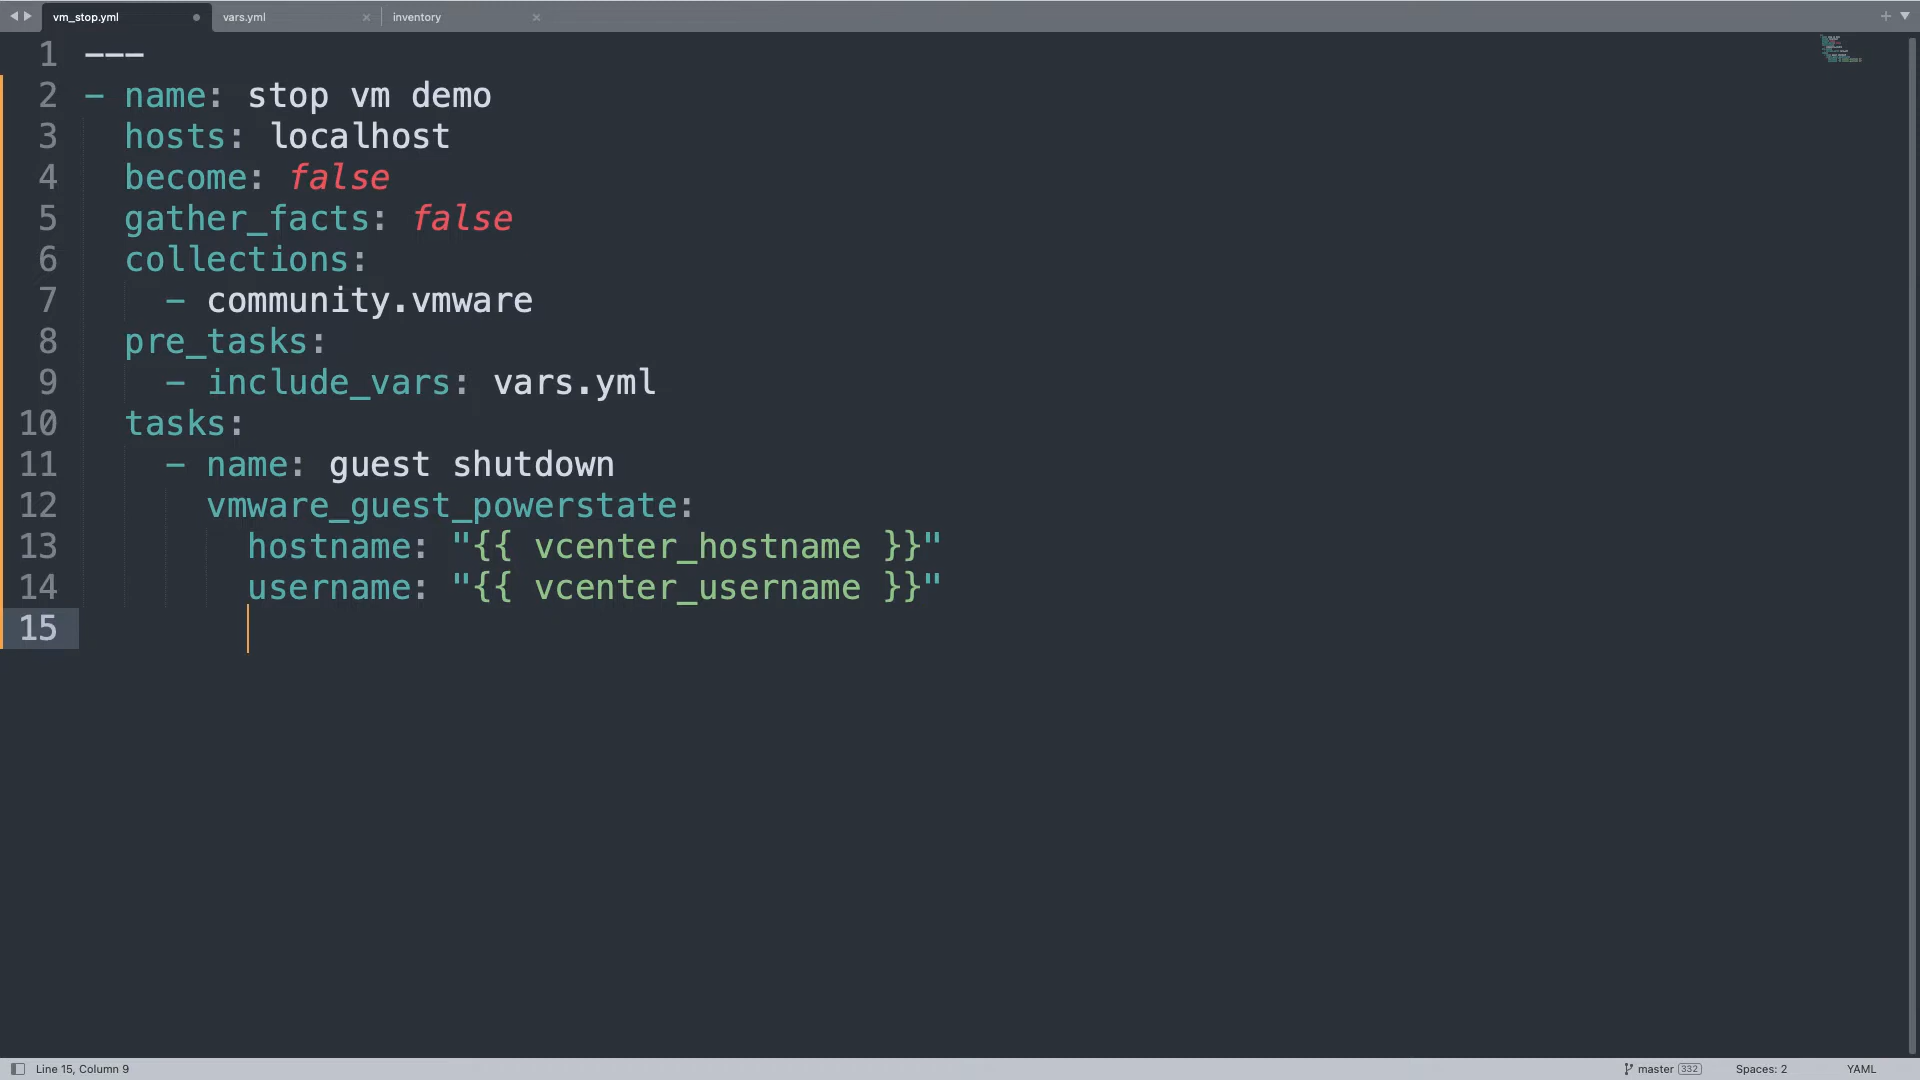 vm_stop.yml vars.yml inventory
1 ---
2 - name: stop vm demo
3 hosts: localhost
4 become: false
5 gather_facts: false
6 collections:
7 - community.vmware
8 pre_tasks:
9 - include_vars: vars.yml
10 tasks:
11 - name: guest shutdown
12 vmware_guest_powerstate:
13 hostname: "{{ vcenter_hostname }}"
14 username: "{{ vcenter_username }}"
15
Line 15, Column 9 master 332 Spaces: 2 YAML